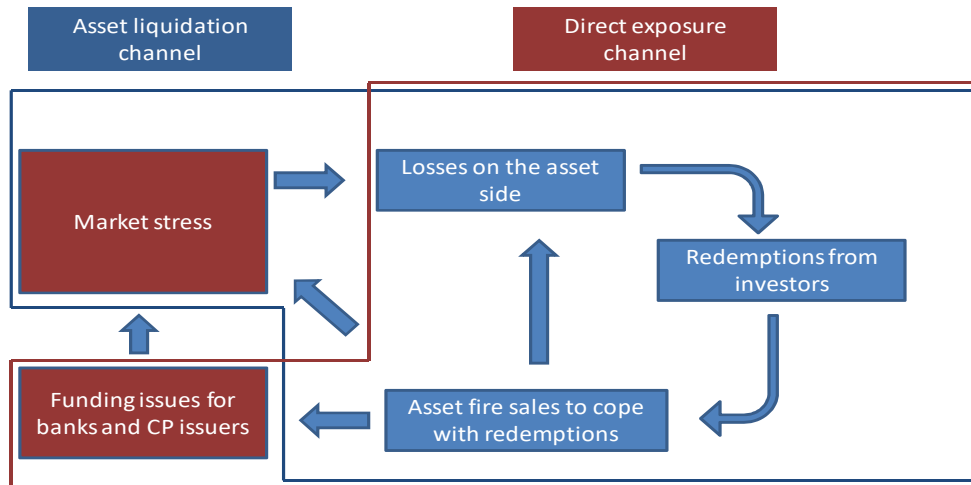 Asset liquidation
channel
Direct exposure
channel
Market stress
Losses on the asset
side
Redemptions from
investors
Funding issues for
banks and CP issuers
Asset fire sales to cope
with redemptions